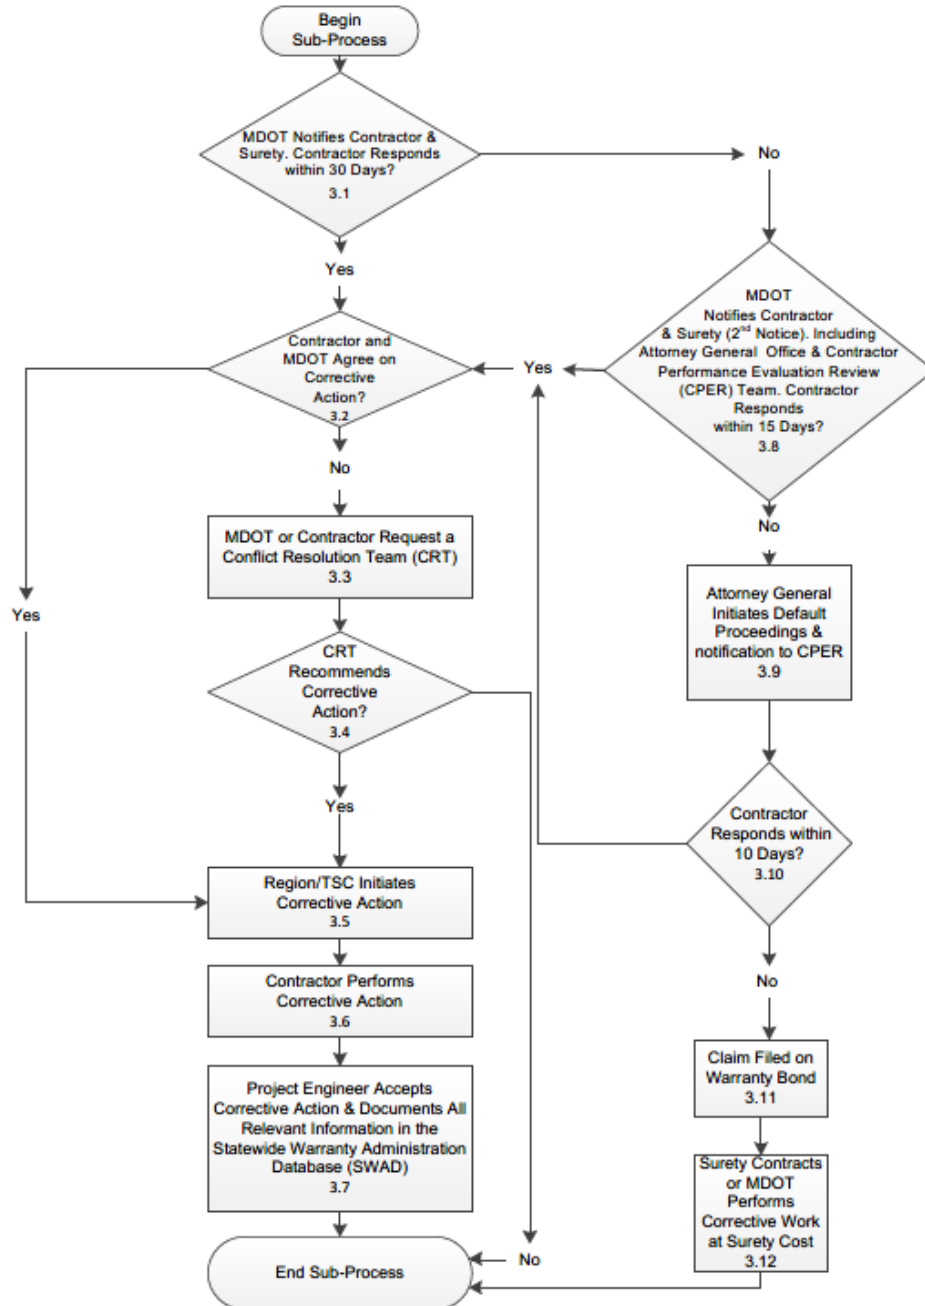 Begin
Sub-Process
MDOT Notifies Contractor &
Surety. Contractor Responds
within 30 Days?
3.1
No
Yes
MDOT
Notifies Contractor
& Surety (2nd Notice). Including
Attorney General Office & Contractor
Performance Evaluation Review
(CPER) Team. Contractor
Responds
within 15 Days?
3.8
Contractor and
MDOT Agree on
Corrective
Action?
3.2
Yes
No
No
MDOT or Contractor Request a
Conflict Resolution Team (CRT)
3.3
Attorney General
Initiates Default
Proceedings &
notification to CPER
3.9
Yes
CRT
Recommends
Corrective
Action?
3.4
Yes
Contractor
Responds within
10 Days?
3.10
Region/TSC Initiates
Corrective Action
3.5
Contractor Performs
Corrective Action
3.6
No
Claim Filed on
Warranty Bond
3.11
Project Engineer Accepts
Corrective Action & Documents All
Relevant Information in the
Statewide Warranty Administration
Database (SWAD)
3.7
Surety Contracts
or MDOT
Performs
Corrective Work
at Surety Cost
3.12
No
End Sub-Process